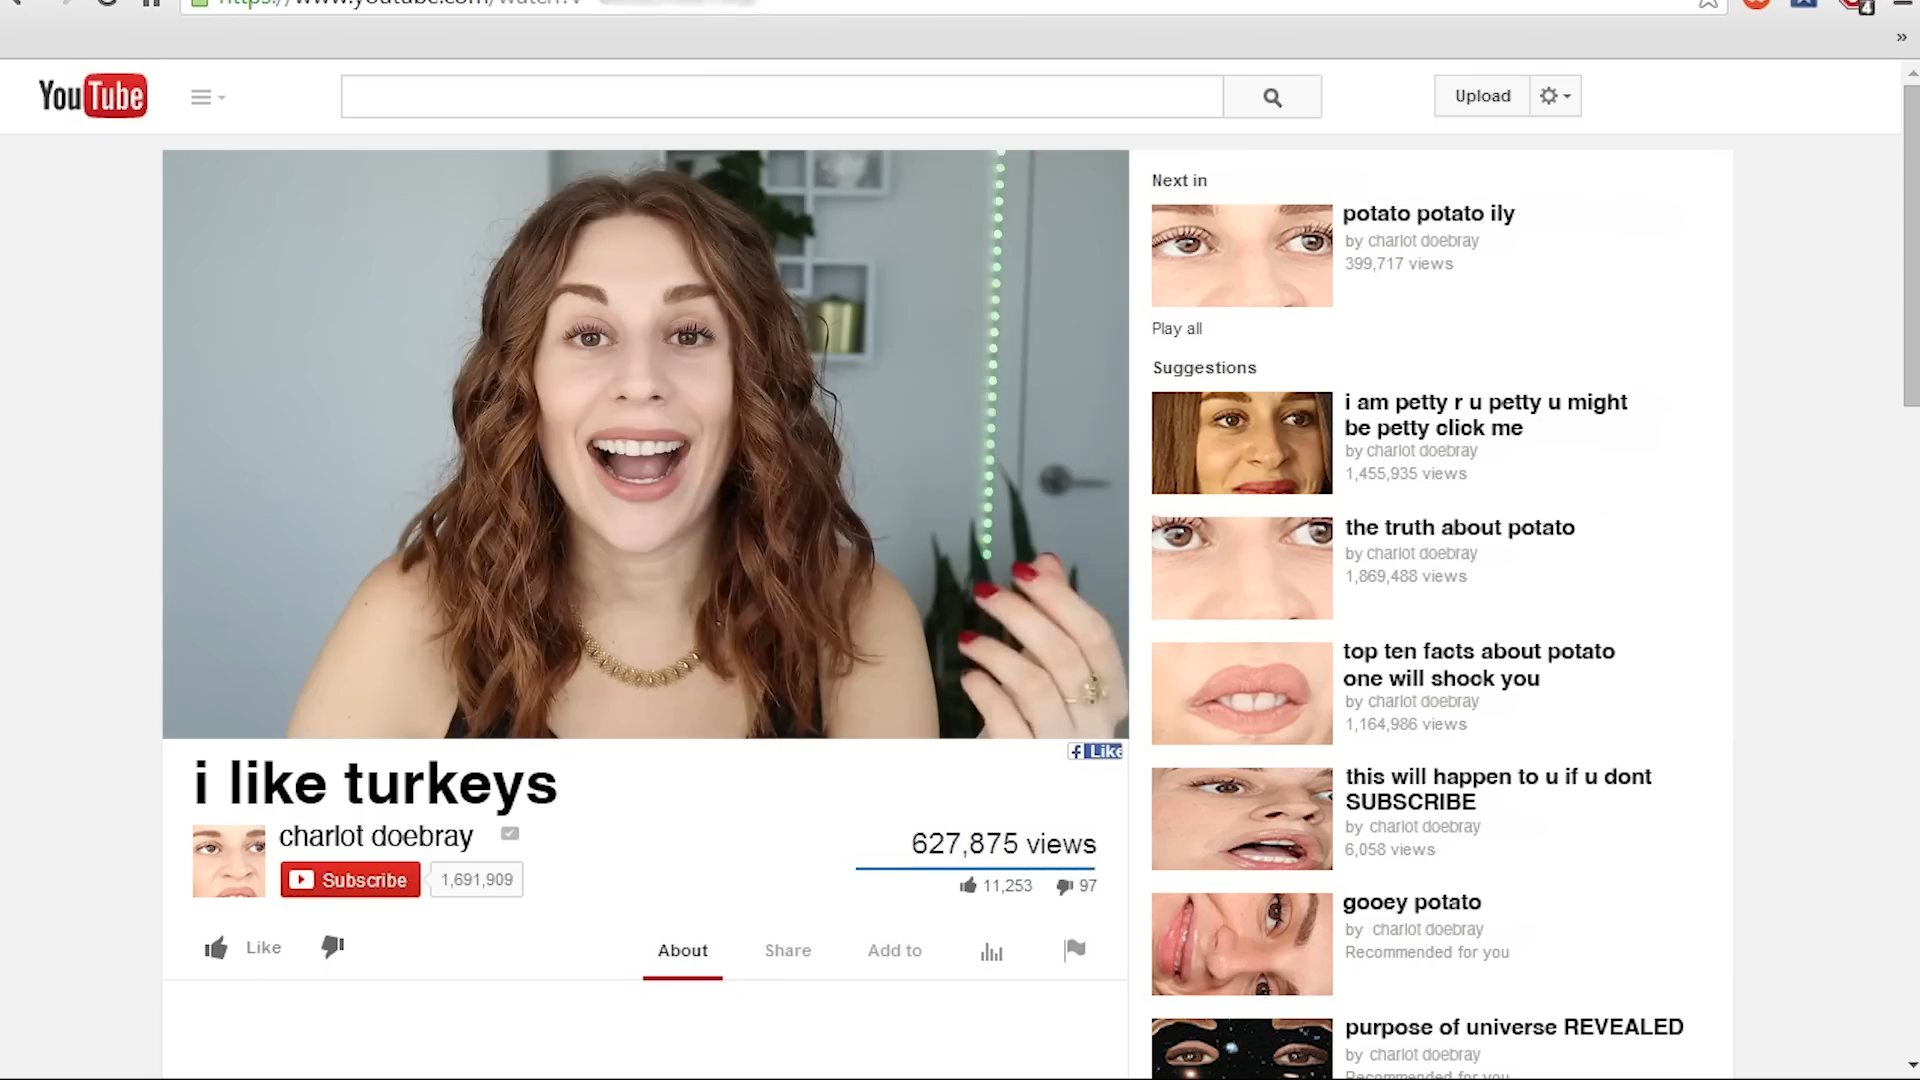 YouTube
Upload
Next in
potato potato ily
by charlot doebray
399,717 views
Play all
Suggestions
i am petty r u petty u might
be petty click me
by charlot doebray
1,455,935 views
the truth about potato
by charlot doebray
1,869,488 views
top ten facts about potato
one will shock you
by charlot doebray
1,164,986 views
this will happen to u if u dont
SUBSCRIBE
by charlot doebray
6,058 views
gooey potato
by charlot doebray
Recommended for you
purpose of universe REVEALED
by charlot doebray
Recommended for you
f Like
i like turkeys
charlot doebray
Subscribe 1,691,909
627,875 views
11,253 97
Like
About Share Add to
4